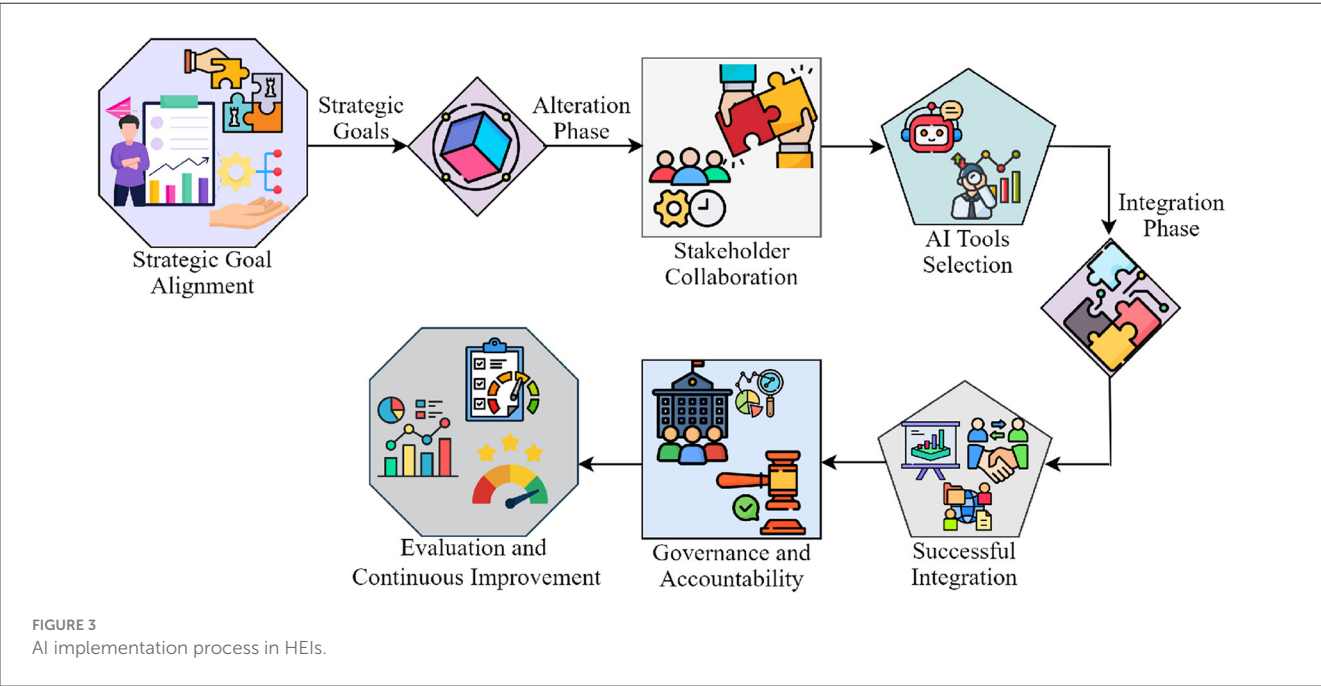 Strategic
Goals
Alteration
Phase
Strategic Goal
Alignment
Stakeholder
Collaboration
AI Tools
Selection
Integration
Phase
Evaluation and
Continuous Improvement
Governance and
Accountability
Successful
Integration
FIGURE 3
AI implementation process in HEIs.